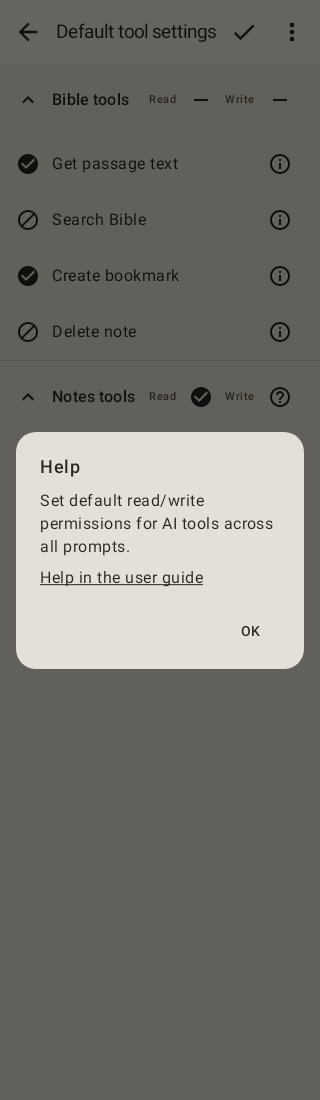 Default tool settings
Bible tools Read Write
Get passage text
Search Bible
Create bookmark
Delete note
Notes tools Read Write
Help
Set default read/write
permissions for AI tools across
all prompts.
Help in the user guide
OK